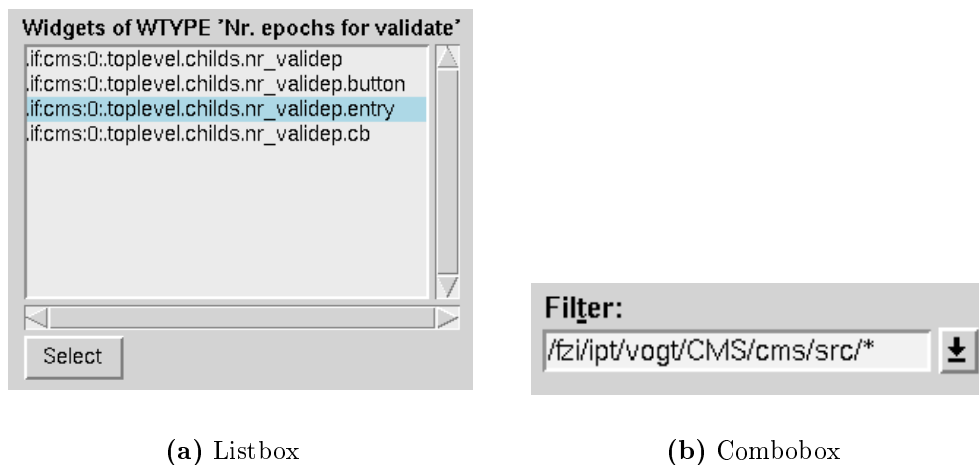 Widgets of WTYPE 'Nr. epochs for validate'
.if:cms:0:.toplevel.childs.nr_validep
.if:cms:0:.toplevel.childs.nr_validep.button
.if:cms:0:.toplevel.childs.nr_validep.entry
.if:cms:0:.toplevel.childs.nr_validep.cb
Select
Filter:
/fzi/ipt/vogt/CMS/cms/src/*
(a) Listbox
(b) Combobox